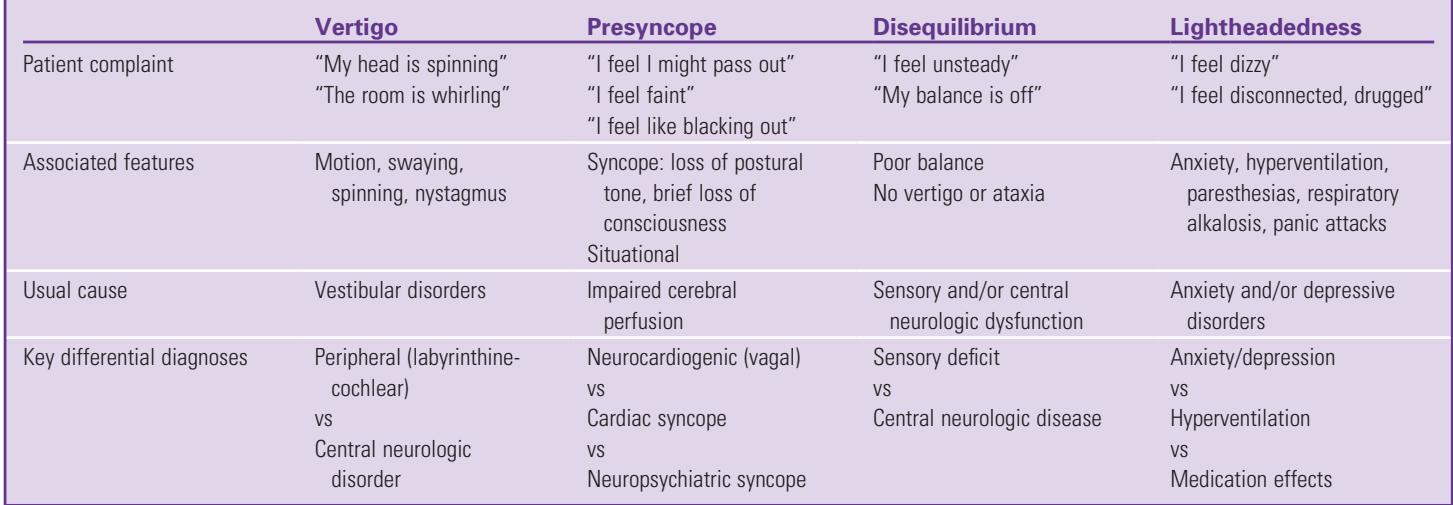 Vertigo Presyncope Disequilibrium Lightheadedness
Patient complaint “My head is spinning” “I feel I might pass out” “I feel unsteady” “I feel dizzy”
“The room is whirling” “I feel faint” “My balance is off” “I feel disconnected, drugged”
“I feel like blacking out”
Associated features Motion, swaying, Syncope: loss of postural Poor balance Anxiety, hyperventilation,
spinning, nystagmus tone, brief loss of No vertigo or ataxia paresthesias, respiratory
consciousness alkalosis, panic attacks
Situational
Usual cause Vestibular disorders Impaired cerebral Sensory and/or central Anxiety and/or depressive
perfusion neurologic dysfunction disorders
Key differential diagnoses Peripheral (labyrinthine- Neurocardiogenic (vagal) Sensory deficit Anxiety/depression
cochlear) vs vs vs
vs Cardiac syncope Central neurologic disease Hyperventilation
Central neurologic vs vs
disorder Neuropsychiatric syncope Medication effects